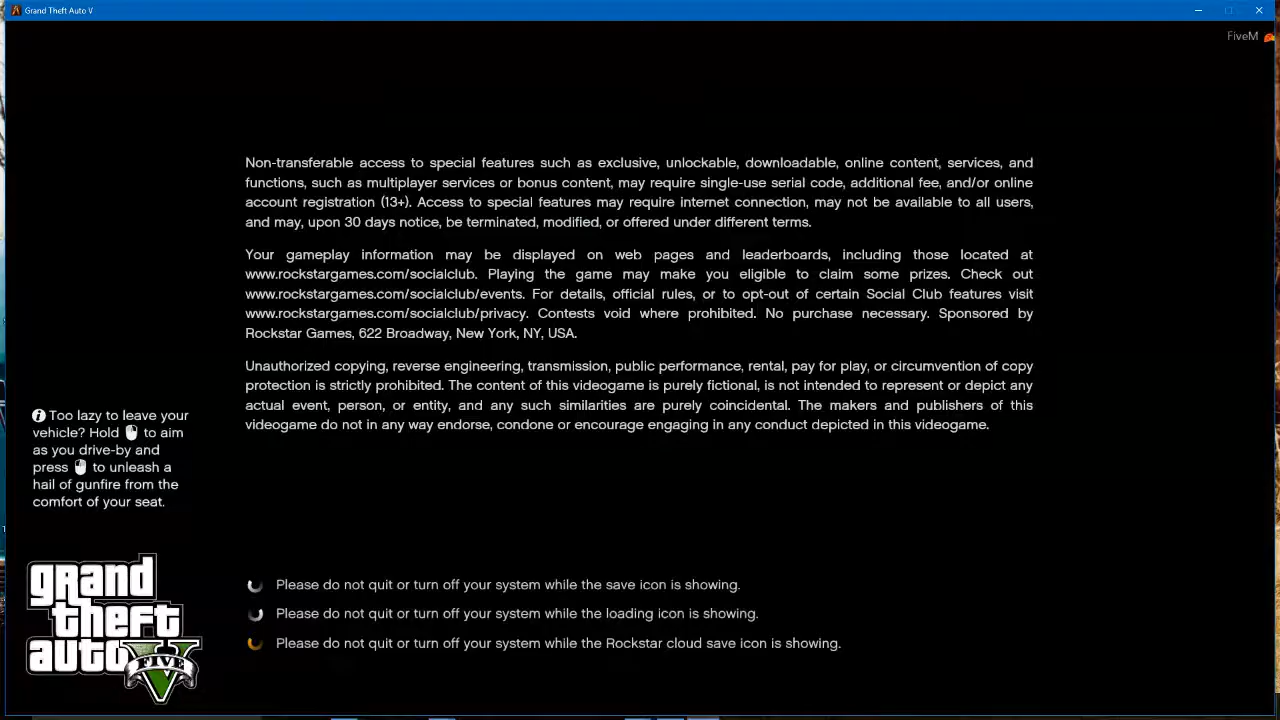 Grand Theft Auto V
FiveM
Non-transferable access to special features such as exclusive, unlockable, downloadable, online content, services, and
functions, such as multiplayer services or bonus content, may require single-use serial code, additional fee, and/or online
account registration (13+). Access to special features may require internet connection, may not be available to all users,
and may, upon 30 days notice, be terminated, modified, or offered under different terms.
Your gameplay information may be displayed on web pages and leaderboards, including those located at
www.rockstargames.com/socialclub. Playing the game may make you eligible to claim some prizes. Check out
www.rockstargames.com/socialclub/events. For details, official rules, or to opt-out of certain Social Club features visit
www.rockstargames.com/socialclub/privacy. Contests void where prohibited. No purchase necessary. Sponsored by
Rockstar Games, 622 Broadway, New York, NY, USA.
Unauthorized copying, reverse engineering, transmission, public performance, rental, pay for play, or circumvention of copy
protection is strictly prohibited. The content of this videogame is purely fictional, is not intended to represent or depict any
actual event, person, or entity, and any such similarities are purely coincidental. The makers and publishers of this
videogame do not in any way endorse, condone or encourage engaging in any conduct depicted in this videogame.
Too lazy to leave your
vehicle? Hold to aim
as you drive-by and
press to unleash a
hail of gunfire from the
comfort of your seat.
grand
theft
auto V
FIVE
Please do not quit or turn off your system while the save icon is showing.
Please do not quit or turn off your system while the loading icon is showing.
Please do not quit or turn off your system while the Rockstar cloud save icon is showing.